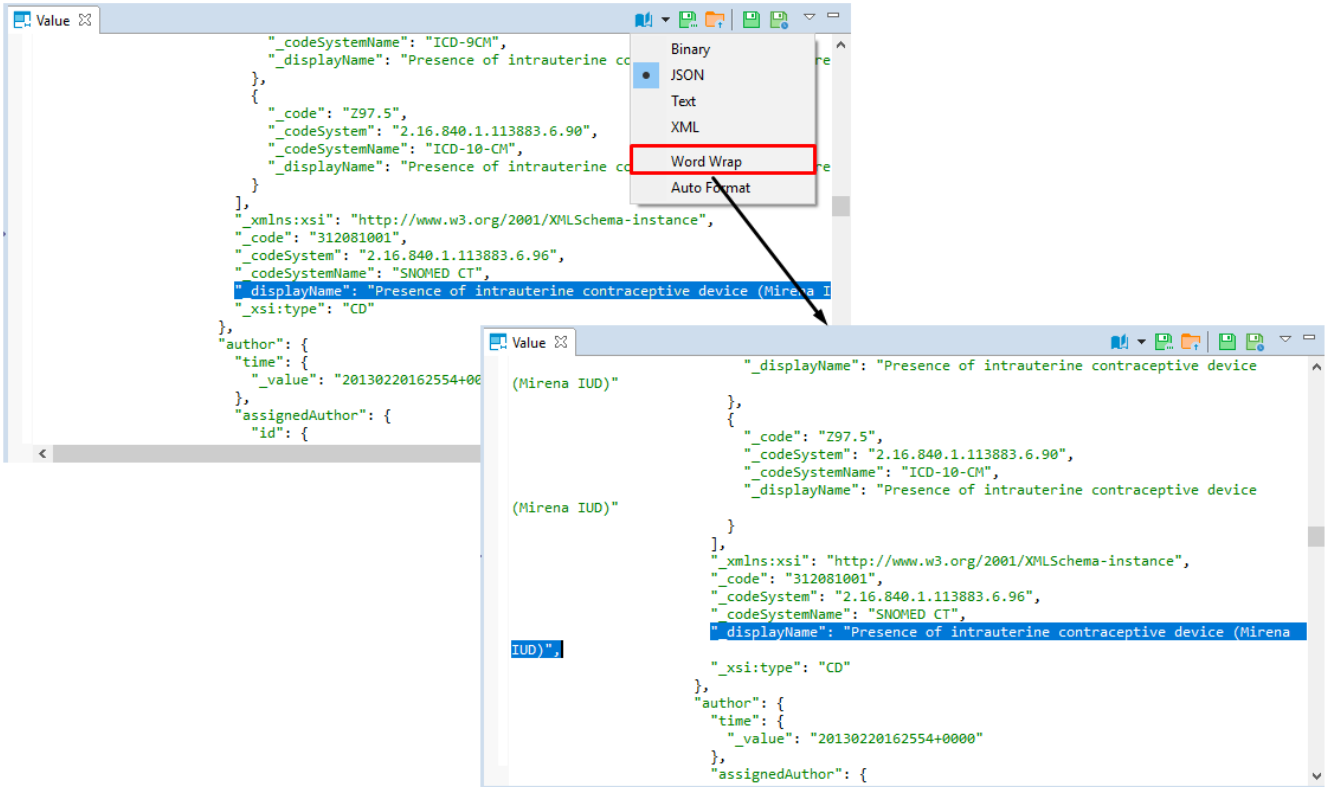 Value
"_codeSystemName": "ICD-9CM",
"_displayName": "Presence of intrauterine co
re
},
{
"_code": "Z97.5",
"_codeSystem": "2.16.840.1.113883.6.90",
"_codeSystemName": "ICD-10-CM",
"_displayName": "Presence of intrauterine co
re
}
],
"_xmlns:xsi": "http://www.w3.org/2001/XMLSchema-instance",
"_code": "312081001",
"_codeSystem": "2.16.840.1.113883.6.96",
"_codeSystemName": "SNOMED CT",
"_displayName": "Presence of intrauterine contraceptive device (Mirena I
"_xsi:type": "CD"
},
"author": {
"time": {
"_value": "20130220162554+00
},
"assignedAuthor": {
"id": {
Binary
JSON
Text
XML
Word Wrap
Auto Format
Value
"_displayName": "Presence of intrauterine contraceptive device
(Mirena IUD)"
},
{
"_code": "Z97.5",
"_codeSystem": "2.16.840.1.113883.6.90",
"_codeSystemName": "ICD-10-CM",
"_displayName": "Presence of intrauterine contraceptive device
(Mirena IUD)"
}
],
"_xmlns:xsi": "http://www.w3.org/2001/XMLSchema-instance",
"_code": "312081001",
"_codeSystem": "2.16.840.1.113883.6.96",
"_codeSystemName": "SNOMED CT",
"_displayName": "Presence of intrauterine contraceptive device (Mirena
IUD)",
"_xsi:type": "CD"
},
"author": {
"time": {
"_value": "20130220162554+0000"
},
"assignedAuthor": {